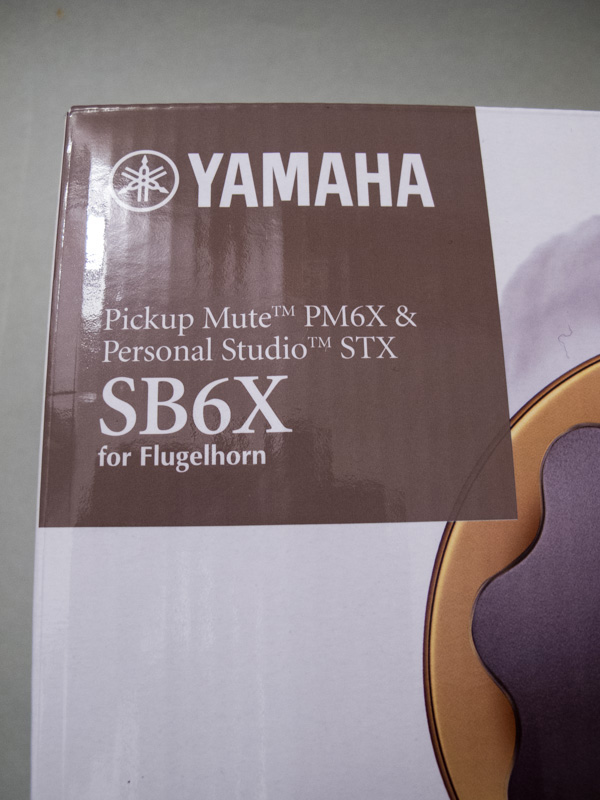 YAMAHA
Pickup Mute™ PM6X &
Personal Studio™ STX
SB6X
for Flugelhorn